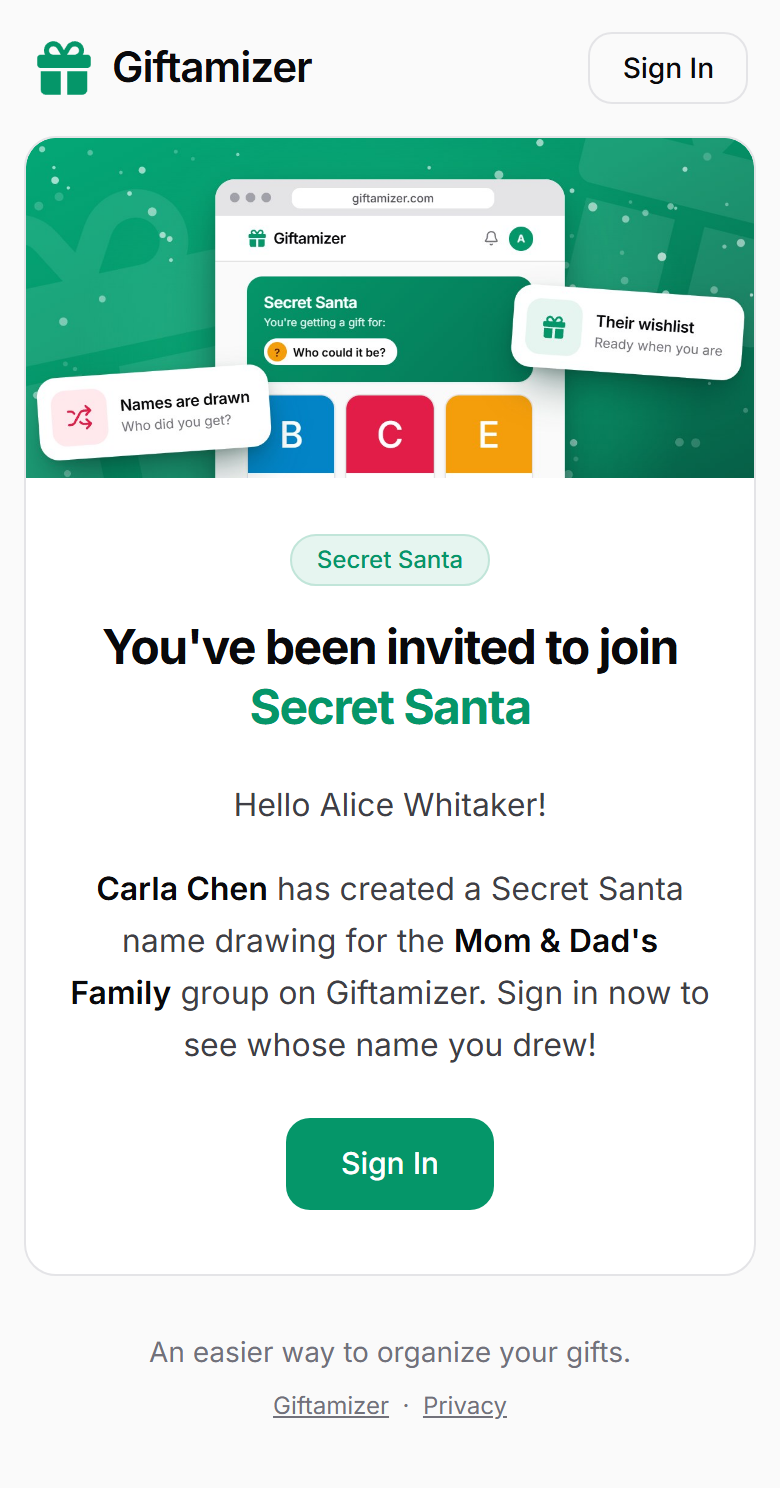 Giftamizer
Sign In
giftamizer.com
Giftamizer
A
Secret Santa
You're getting a gift for:
?
Who could it be?
Their wishlist
Ready when you are
Names are drawn
Who did you get?
B
C
E
Secret Santa
You've been invited to join
Secret Santa
Hello Alice Whitaker!
Carla Chen has created a Secret Santa
name drawing for the Mom & Dad's
Family group on Giftamizer. Sign in now to
see whose name you drew!
Sign In
An easier way to organize your gifts.
Giftamizer · Privacy